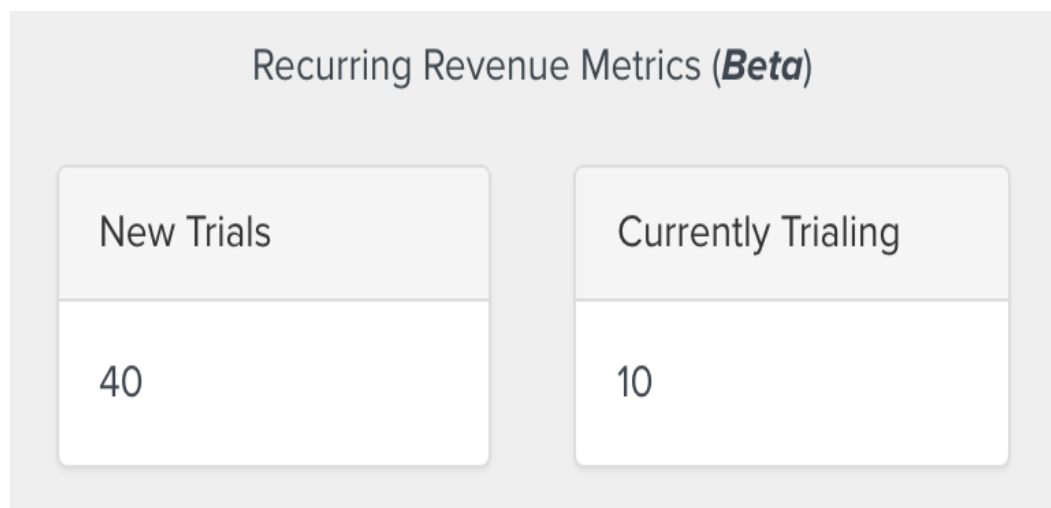 Recurring Revenue Metrics (Beta)
New Trials
Currently Trialing
40
10